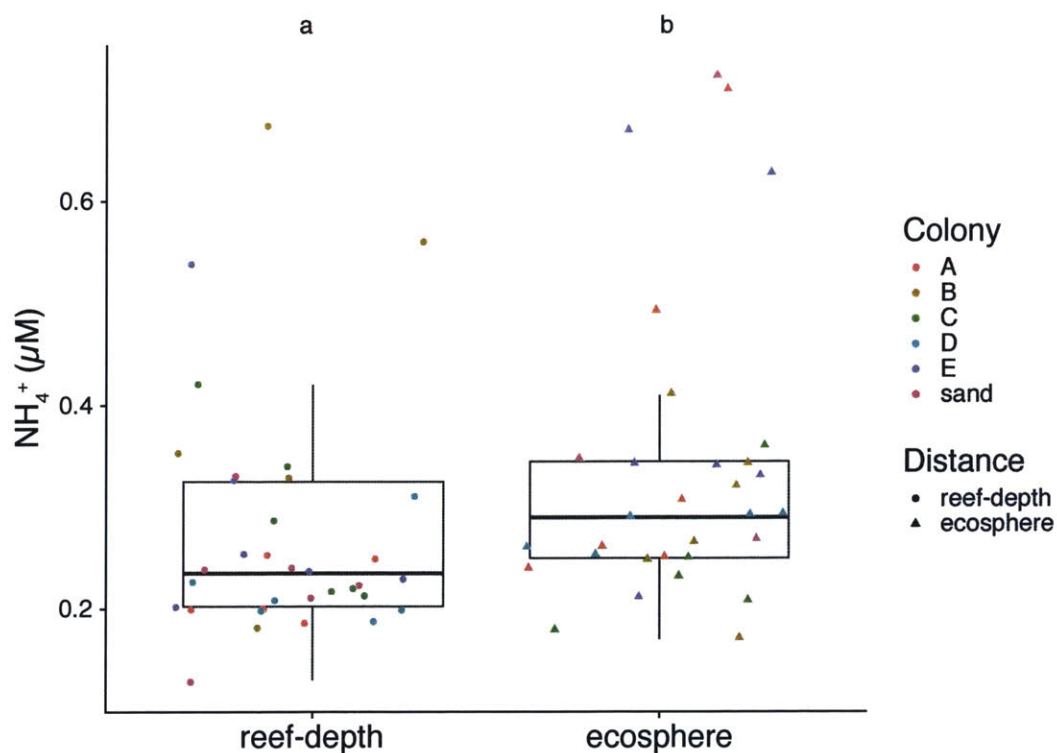 a b
0.6
0.4
0.2
NH₄⁺ (μM)
reef-depth ecosphere
Colony
A
B
C
D
E
sand
Distance
reef-depth
ecosphere